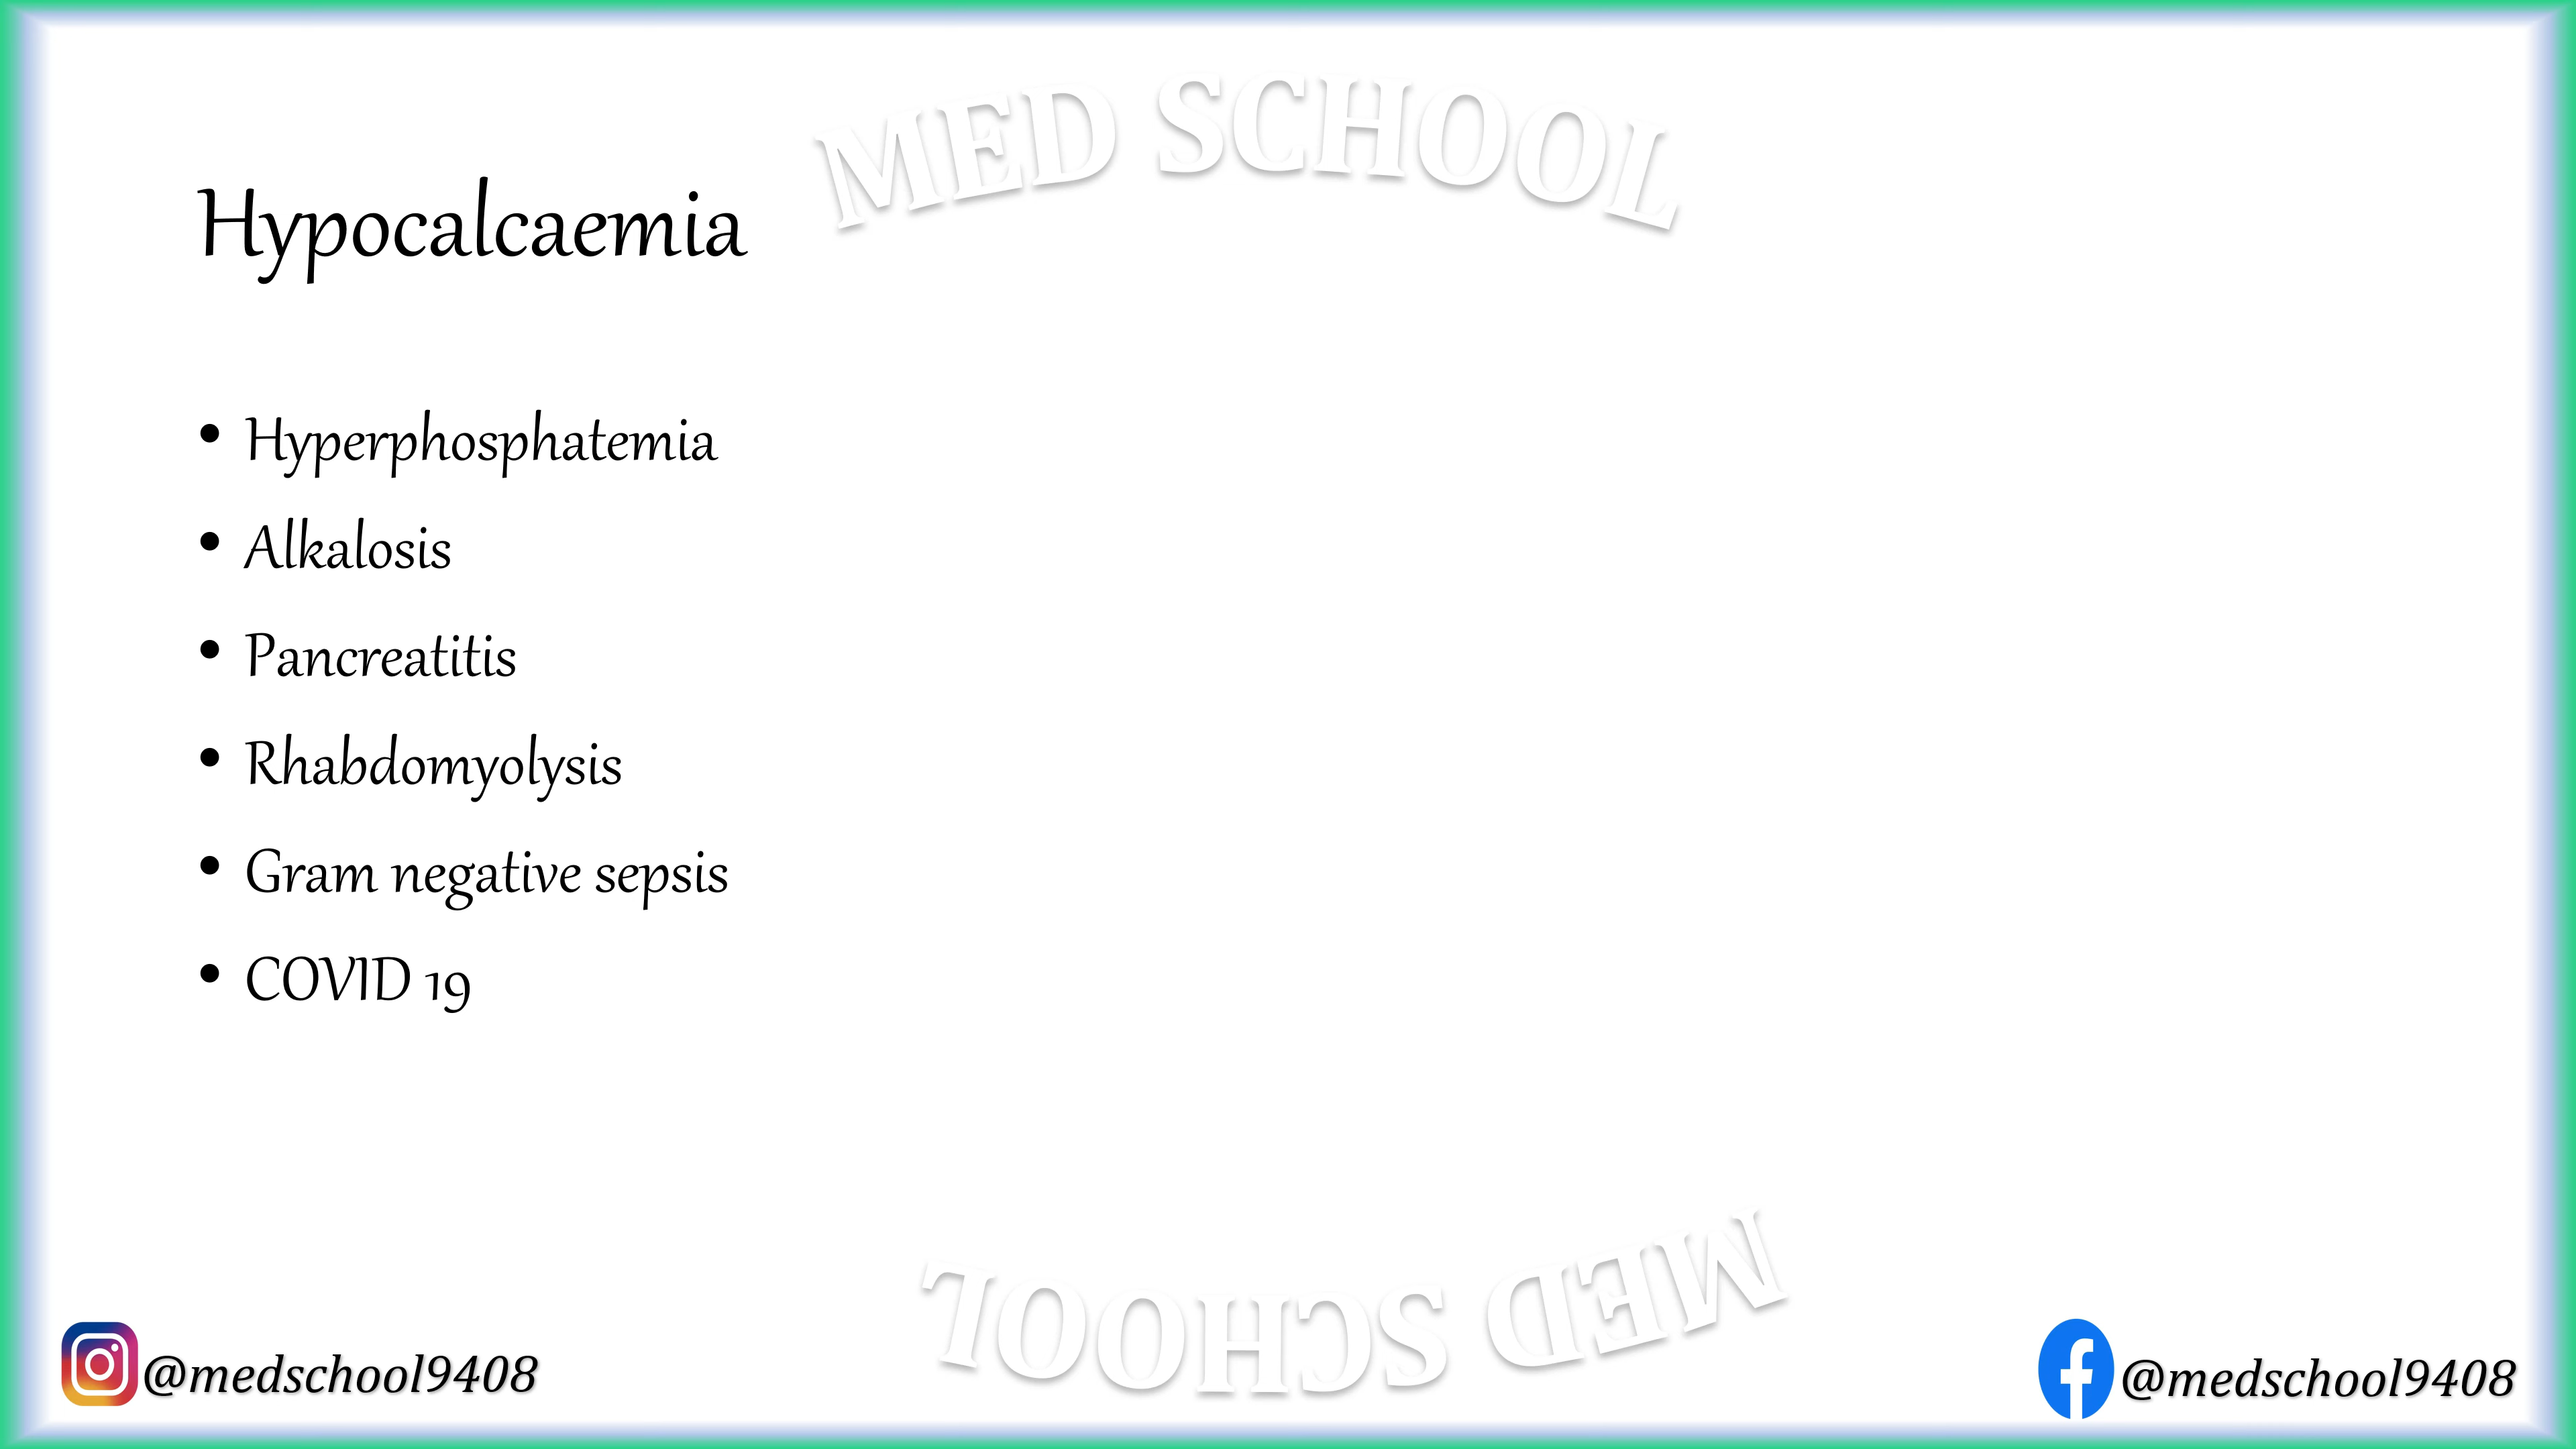 MED SCHOOL
Hypocalcaemia
• Hyperphosphatemia
• Alkalosis
• Pancreatitis
• Rhabdomyolysis
• Gram negative sepsis
• COVID 19
MED SCHOOL
@medschool9408
@medschool9408